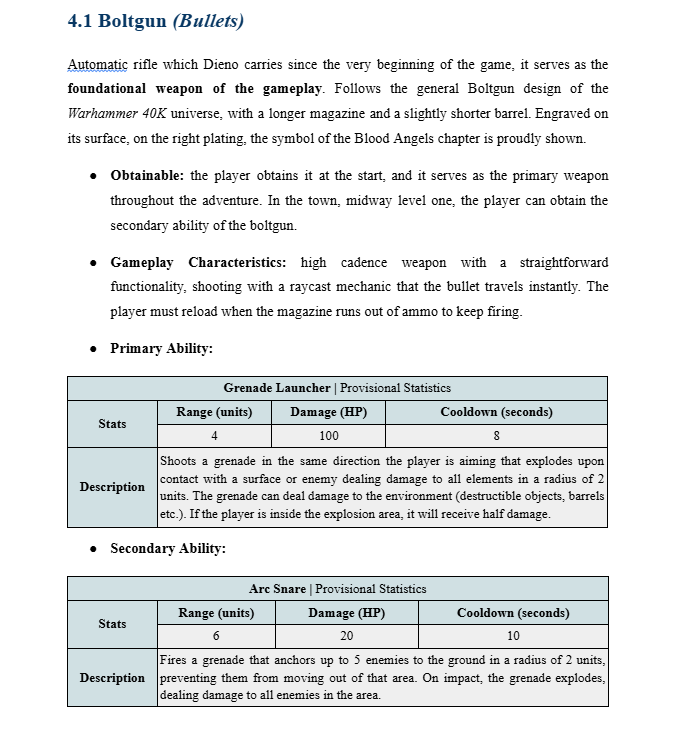 4.1 Boltgun (Bullets)
Automatic rifle which Dieno carries since the very beginning of the game, it serves as the
foundational weapon of the gameplay. Follows the general Boltgun design of the
Warhammer 40K universe, with a longer magazine and a slightly shorter barrel. Engraved on
its surface, on the right plating, the symbol of the Blood Angels chapter is proudly shown.
● Obtainable: the player obtains it at the start, and it serves as the primary weapon
throughout the adventure. In the town, midway level one, the player can obtain the
secondary ability of the boltgun.
● Gameplay Characteristics: high cadence weapon with a straightforward
functionality, shooting with a raycast mechanic that the bullet travels instantly. The
player must reload when the magazine runs out of ammo to keep firing.
● Primary Ability:
Grenade Launcher | Provisional Statistics
Stats
Range (units) Damage (HP) Cooldown (seconds)
4 100 8
Description
Shoots a grenade in the same direction the player is aiming that explodes upon
contact with a surface or enemy dealing damage to all elements in a radius of 2
units. The grenade can deal damage to the environment (destructible objects, barrels
etc.). If the player is inside the explosion area, it will receive half damage.
● Secondary Ability:
Arc Snare | Provisional Statistics
Stats
Range (units) Damage (HP) Cooldown (seconds)
6 20 10
Description
Fires a grenade that anchors up to 5 enemies to the ground in a radius of 2 units,
preventing them from moving out of that area. On impact, the grenade explodes,
dealing damage to all enemies in the area.